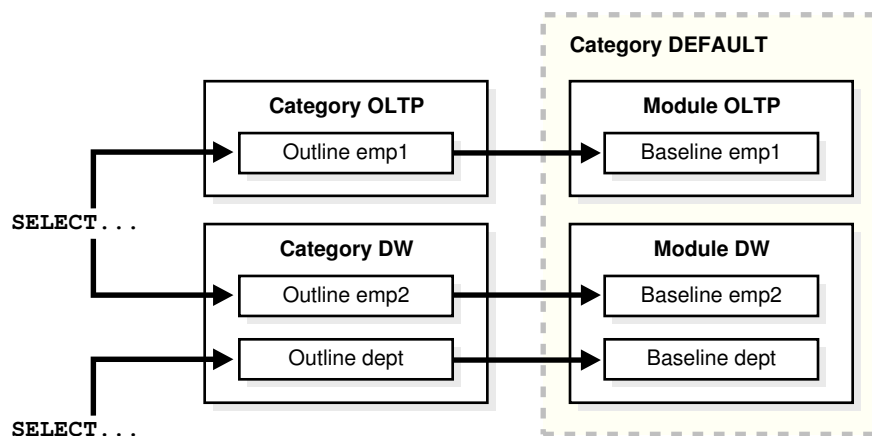 Category DEFAULT
Category OLTP
Module OLTP
Outline emp1
Baseline emp1
SELECT...
Category DW
Module DW
Outline emp2
Baseline emp2
Outline dept
Baseline dept
SELECT...